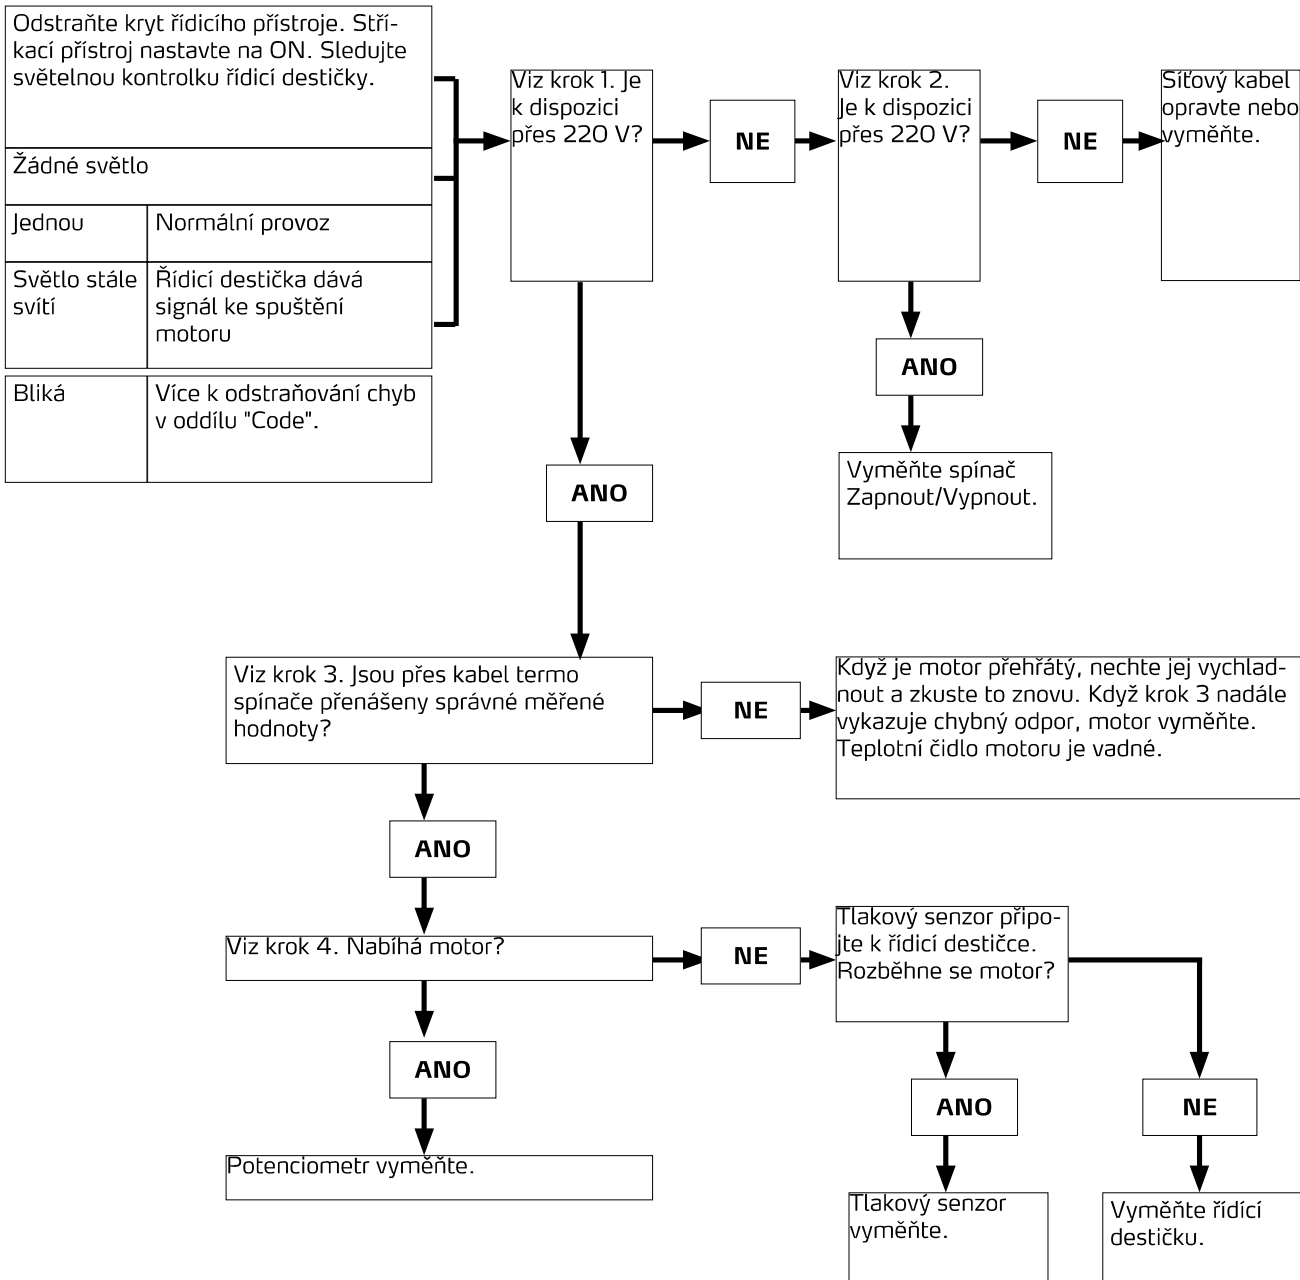 Odstraňte kryt řídicího přístroje. Stří-
kací přístroj nastavte na ON. Sledujte
světelnou kontrolku řídicí destičky.
Žádné světlo
Jednou
Normální provoz
Světlo stále
svítí
Řídicí destička dává
signál ke spuštění
motoru
Bliká
Více k odstraňování chyb
v oddílu "Code".
Viz krok 1. Je
k dispozici
přes 220 V?
NE
Viz krok 2.
Je k dispozici
přes 220 V?
NE
Síťový kabel
opravte nebo
vyměňte.
ANO
Vyměňte spínač
Zapnout/Vypnout.
ANO
Viz krok 3. Jsou přes kabel termo
spínače přenášeny správné měřené
hodnoty?
NE
Když je motor přehřátý, nechte jej vychlad-
nout a zkuste to znovu. Když krok 3 nadále
vykazuje chybný odpor, motor vyměňte.
Teplotní čidlo motoru je vadné.
ANO
Viz krok 4. Nabíhá motor?
NE
Tlakový senzor připo-
jte k řídicí destičce.
Rozběhne se motor?
ANO
Potenciometr vyměňte.
ANO
NE
Tlakový senzor
vyměňte.
Vyměňte řídící
destičku.